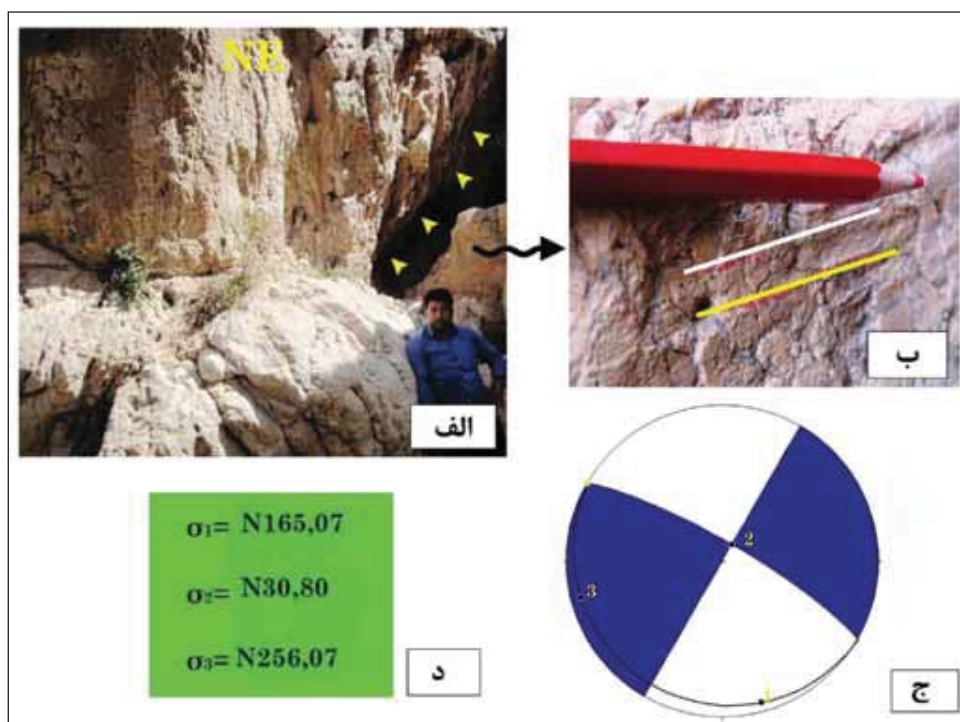 NE
الف
ب
2
3
1
ج
σ1= N165,07
σ2= N30,80
σ3= N256,07
د